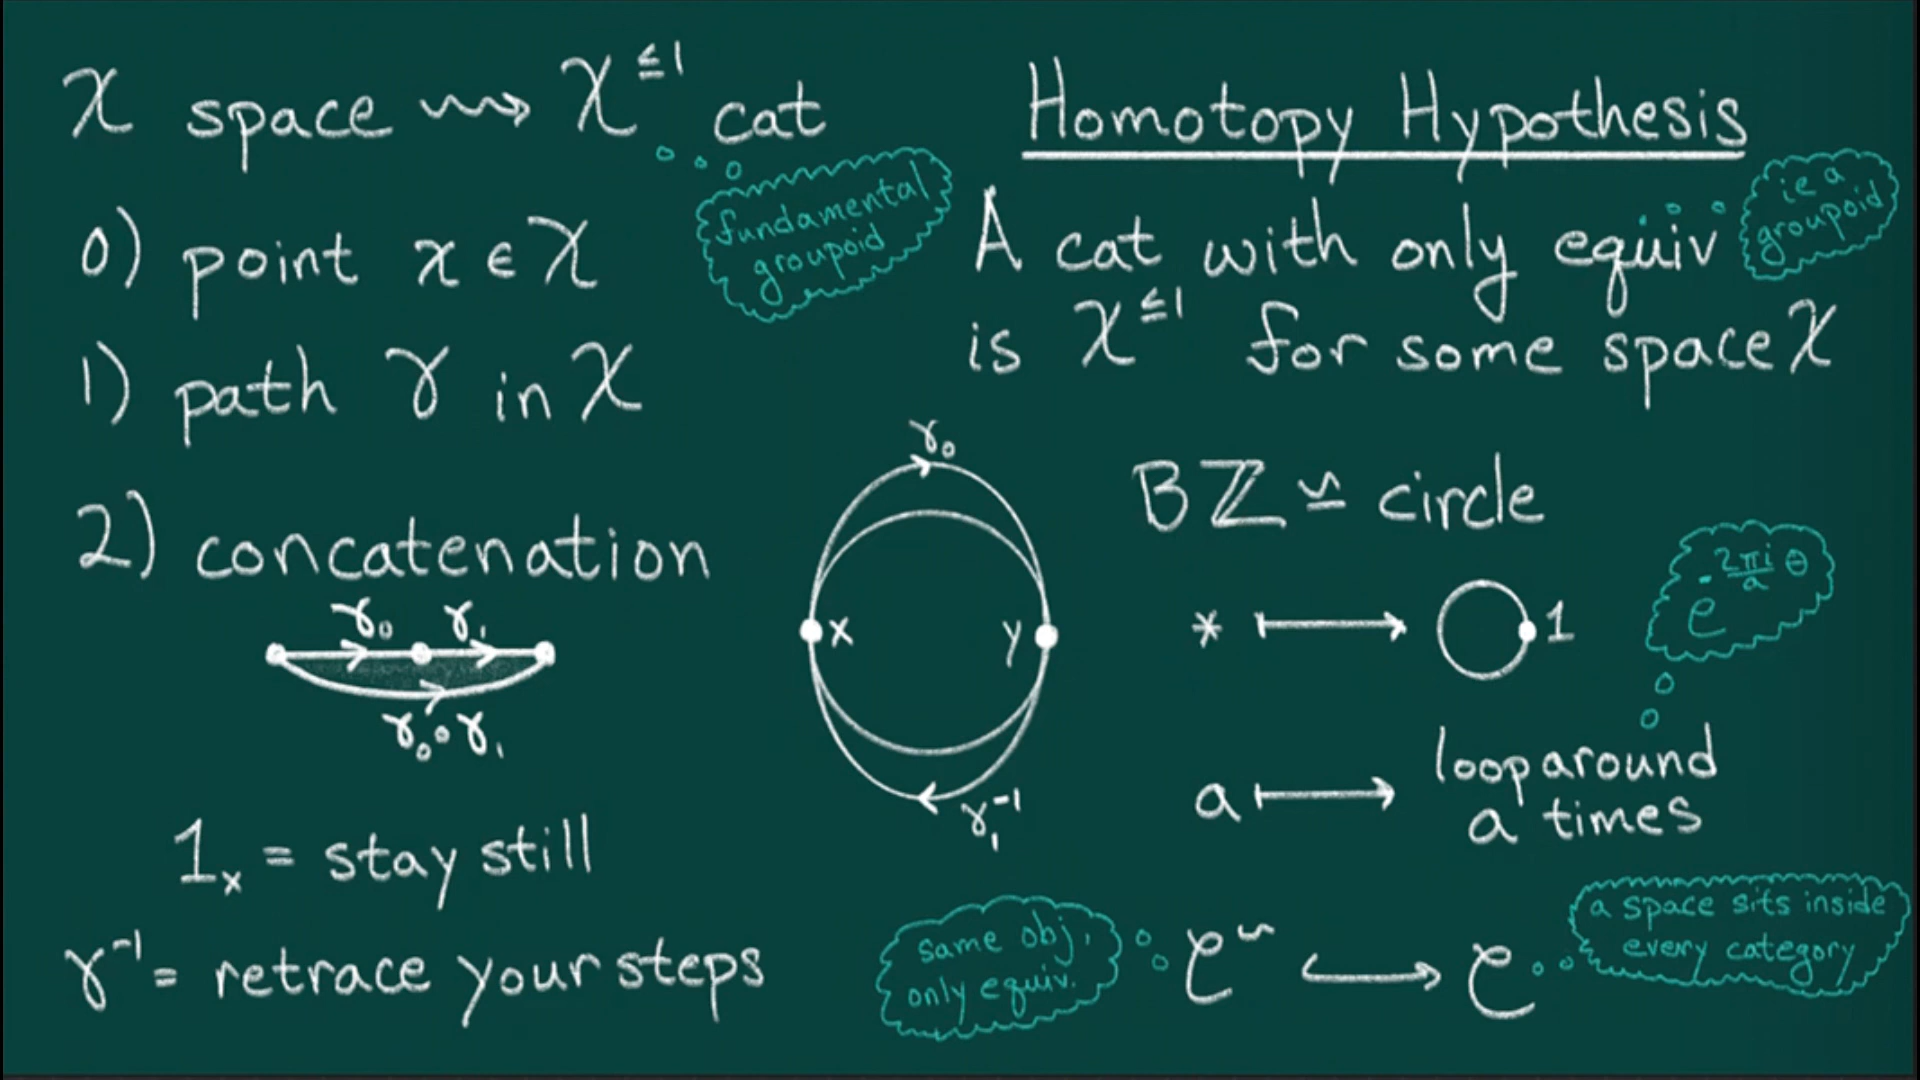 X space ⇝ X^≤1 cat
fundamental
groupoid
0) point x ∈ X
1) path γ in X
2) concatenation
γ₀ γ₁
γ₀∘γ₁
1ₓ = stay still
γ⁻¹ = retrace your steps
Homotopy Hypothesis
ie a
groupoid
A cat with only equiv
is X^≤1 for some space X
γ₀
x y
γ₁⁻¹
Bℤ ≃ circle
* ⟼ 1
e^{2πi/a θ}
a ⟼ loop around
a times
same obj,
only equiv.
C^~ ↪ C
a space sits inside
every category